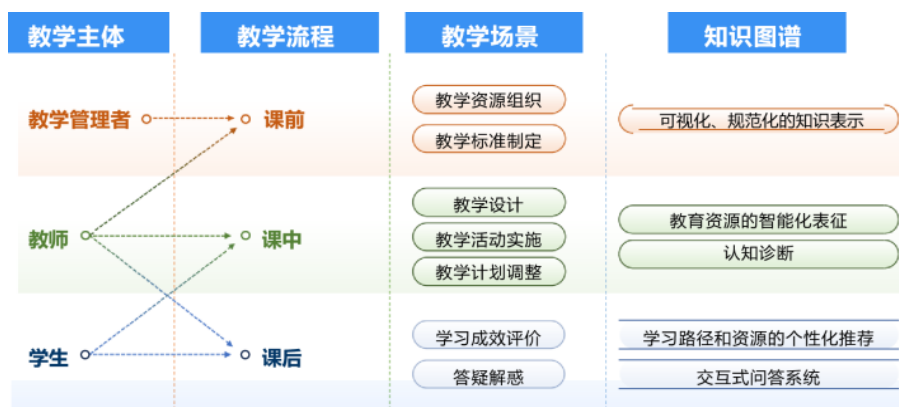 教学主体 教学流程 教学场景 知识图谱
教学资源组织
教学管理者 课前 可视化、规范化的知识表示
教学标准制定
教学设计
教育资源的智能化表征
教师 课中 教学活动实施
认知诊断
教学计划调整
学习成效评价 学习路径和资源的个性化推荐
学生 课后
答疑解惑 交互式问答系统